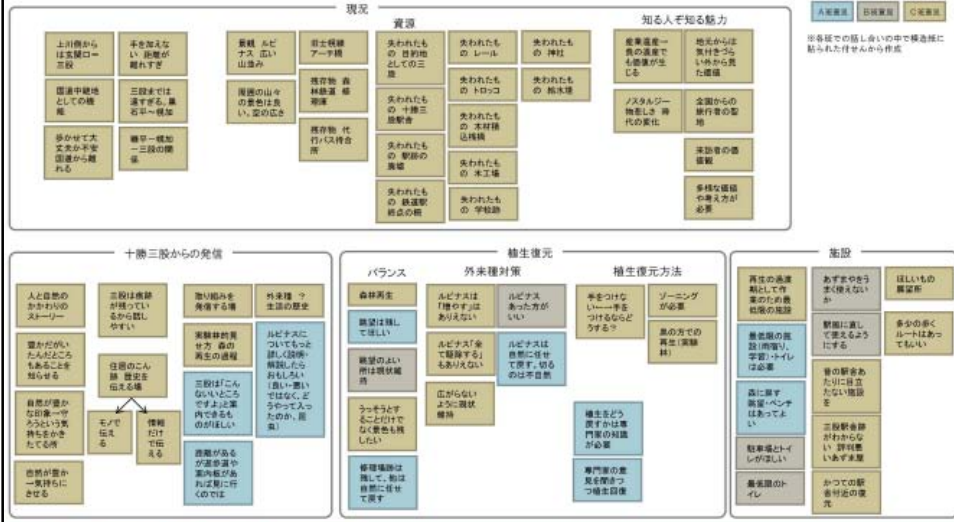 現況
A班意見
B班意見
C班意見
※各班での話し合いの中で模造紙に
貼られた付せんから作成
上川側から
は玄関口ー
三股
手を加えな
い 距離が
離れすぎ
国道中継地
としての機
能
三股までは
遠すぎる。黒
石平〜幌加
歩かせて大
丈夫か不安
国道から離
れる
糠平ー幌加
ー三股の関
係
資源
景観 ルピ
ナス 広い
山並み
旧士幌線
アーチ橋
周囲の山々
の景色は良
い。空の広さ
残存物 森
林鉄道 修
理庫
残存物 代
行バス待合
所
失われたも
の 目的地
としての三
股
失われたも
の 十勝三
股駅舎
失われたも
の 駅跡の
廃墟
失われたも
の 鉄道駅
終点の街
失われたも
の レール
失われたも
の トロッコ
失われたも
の 木材積
込桟橋
失われたも
の 木工場
失われたも
の 学校跡
失われたも
の 神社
失われたも
の 給水塔
知る人ぞ知る魅力
産業遺産→
負の遺産で
も価値が生
じる
地元からは
気付きづら
い外から見
た価値
ノスタルジー
物悲しさ 時
代の変化
全国からの
旅行者の聖
地
来訪者の価
値観
多様な価値
や考え方が
必要
十勝三股からの発信
人と自然の
かかわりの
ストーリー
三股は痕跡
が残ってい
るから話し
やすい
取り組みを
発信する場
外来種 ?
生活の歴史
豊かだがい
たんだところ
もあることを
知らせる
住居のこん
跡 歴史を
伝える場
実験林的見
せ方 森の
再生の過程
ルピナスに
ついてもっと
詳しく説明・
解説したら
おもしろい
(良い・悪い
ではなく、ど
うやって入っ
たのか、昆
虫)
自然が豊か
な印象→守
ろうという気
持ちをかき
たてる所
モノで
伝え
る
情報
だけ
で伝え
る
三股は「こん
ないいところ
ですよ」と案
内できるも
のがほしい
自然が豊か
→気持ちに
させる
距離がある
が遊歩道や
案内板があ
れば見に行
くのでは
植生復元
バランス
森林再生
眺望は残し
てほしい
眺望のよい
所は現状維
持
うっそうとす
ることだけで
なく景色も残
したい
修理場跡は
残して、他は
自然に任せ
て戻す
外来種対策
ルピナスは
「増やす」は
ありえない
ルピナス
あった方が
いい
ルピナス「全
て駆除する」
もありえない
ルピナスは
自然に任せ
て戻す。切る
のは不自然
広がらない
ように現状
維持
植生復元方法
手をつけな
い←→手を
つけるならど
うする?
ゾーニング
が必要
奥の方での
再生(実験
林)
植生をどう
戻すかは専
門家の知識
が必要
専門家の意
見を聞きつ
つ植生回復
施設
再生の過渡
期として作
業のため最
低限の施設
あずまやをう
まく使えない
か
ほしいもの
展望所
最低限の施
設(雨宿り、
学習)・トイレ
は必要
駅風に直し
て使えるよう
にする
多少の歩く
ルートはあっ
てもいい
森に戻す
眺望・ベンチ
はあってよ
い
昔の駅舎あ
たりに目立
たない施設
を
駐車場とトイ
レがほしい
三股駅舎跡
がわからな
い 評判悪
いあずま屋
最低限のト
イレ
かつての駅
舎付近の復
元